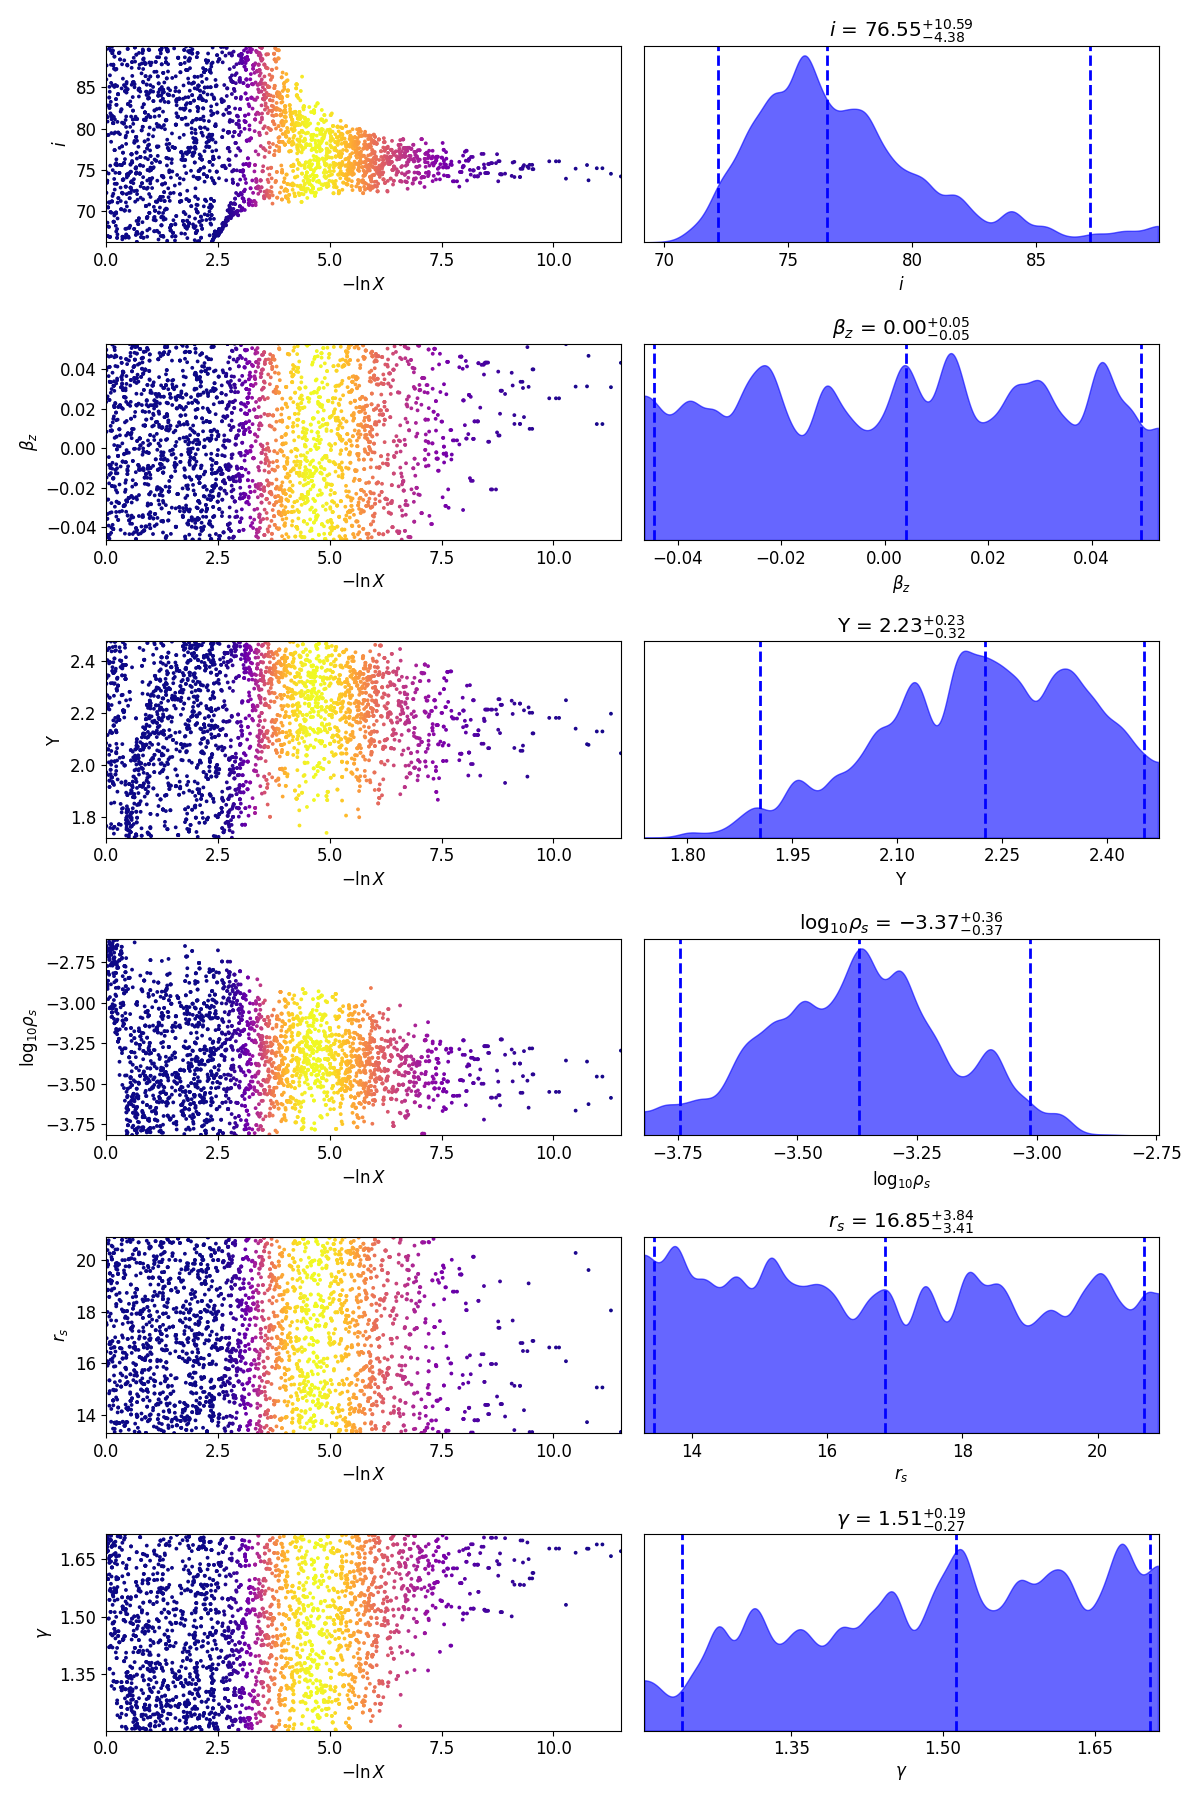 i = 76.55+10.59 −4.38
85
80
75
70
i
0.0 2.5 5.0 7.5 10.0
−ln X
70 75 80 85
i
βz = 0.00+0.05 −0.05
0.04
0.02
0.00
−0.02
−0.04
βz
0.0 2.5 5.0 7.5 10.0
−ln X
−0.04 −0.02 0.00 0.02 0.04
βz
Y = 2.23+0.23 −0.32
2.4
2.2
2.0
1.8
Y
0.0 2.5 5.0 7.5 10.0
−ln X
1.80 1.95 2.10 2.25 2.40
Y
log10ρs = −3.37+0.36 −0.37
−2.75
−3.00
−3.25
−3.50
−3.75
log10ρs
0.0 2.5 5.0 7.5 10.0
−ln X
−3.75 −3.50 −3.25 −3.00 −2.75
log10ρs
rs = 16.85+3.84 −3.41
20
18
16
14
rs
0.0 2.5 5.0 7.5 10.0
−ln X
14 16 18 20
rs
γ = 1.51+0.19 −0.27
1.65
1.50
1.35
γ
0.0 2.5 5.0 7.5 10.0
−ln X
1.35 1.50 1.65
γ